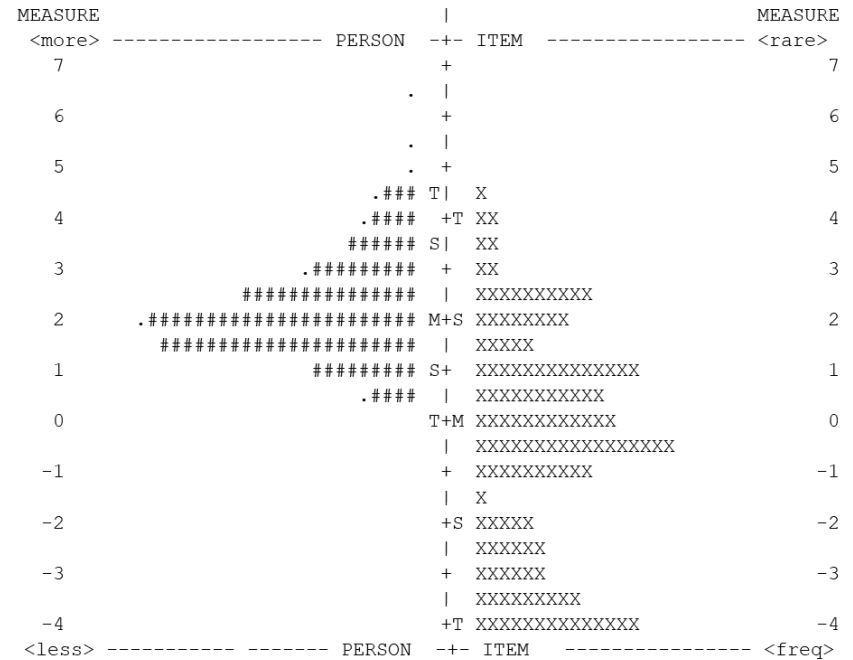 MEASURE | MEASURE
<more> ------------------ PERSON -+- ITEM ----------------- <rare>
7 + 7
. |
6 + 6
. |
5 . + 5
.### T| X
4 .#### +T XX 4
###### S| XX
3 .######### + XX 3
############### | XXXXXXXXXX
2 .####################### M+S XXXXXXXX 2
###################### | XXXXX
1 ######### S+ XXXXXXXXXXXXXX 1
.#### | XXXXXXXXXXX
0 T+M XXXXXXXXXXXX 0
| XXXXXXXXXXXXXXXXX
-1 + XXXXXXXXXX -1
| X
-2 +S XXXXX -2
| XXXXXX
-3 + XXXXXX -3
| XXXXXXXXX
-4 +T XXXXXXXXXXXXXX -4
<less> ----------- ------- PERSON -+- ITEM ---------------- <freq>